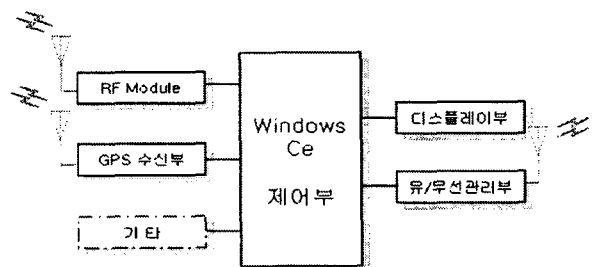 RF Module
GPS 수신부
기 타
Windows
Ce
제어부
디스플레이부
유/무선관리부